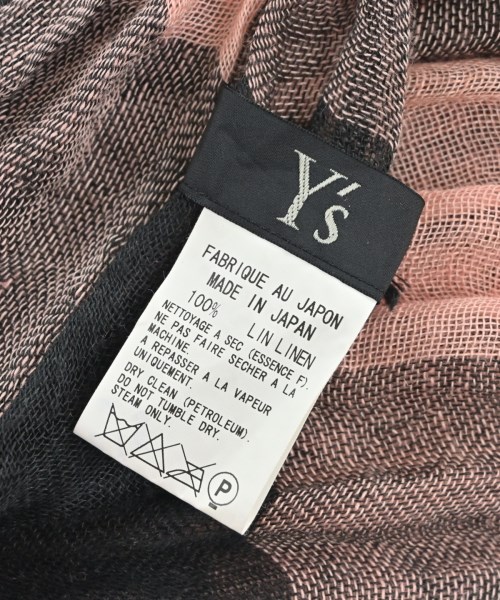 Y's
FABRIQUE AU JAPON
MADE IN JAPAN
100% LIN LINEN
NETTOYAGE A SEC (ESSENCE F).
NE PAS FAIRE SECHER A LA
MACHINE.
A REPASSER A LA VAPEUR
UNIQUEMENT.
DRY CLEAN (PETROLEUM).
DO NOT TUMBLE DRY.
STEAM ONLY.
P